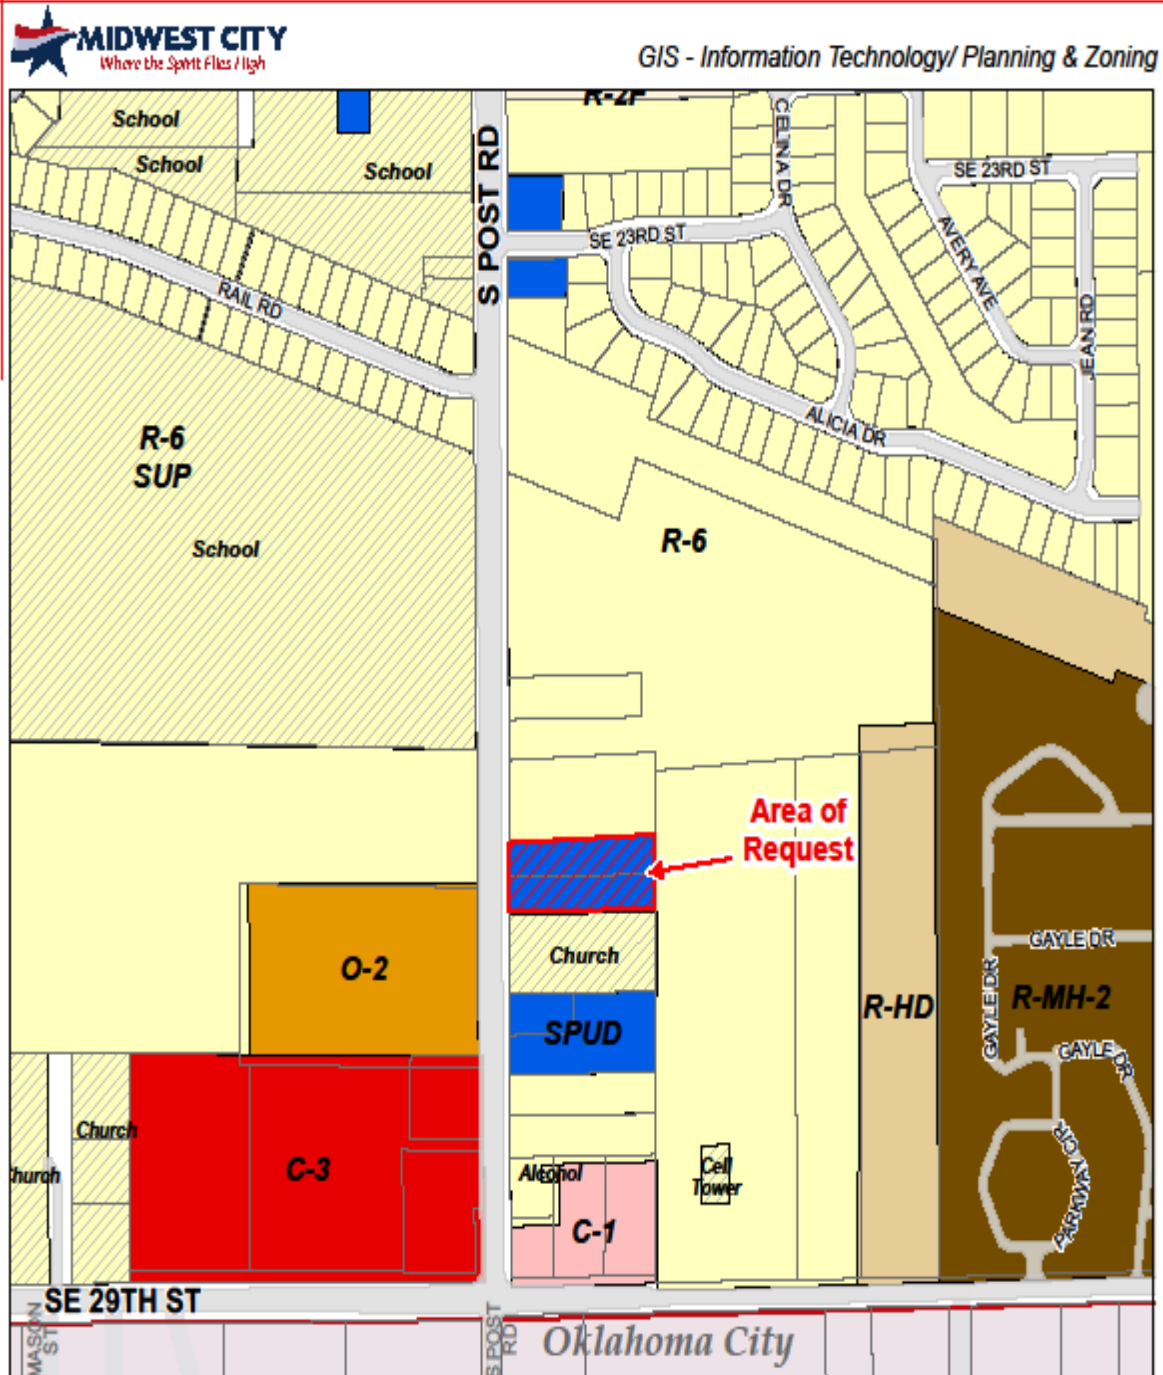 MIDWEST CITY
Where the Spirit Flies High
GIS - Information Technology/ Planning & Zoning
School
School
School
S POST RD
R-2F
CELINA DR
SE 23RD ST
SE 23RD ST
AVERY AVE
JEAN RD
RAIL RD
ALICIA DR
R-6
SUP
School
R-6
Area of
Request
O-2
Church
SPUD
R-HD
GAYLE DR
GAYLE DR
R-MH-2
GAYLE DR
PARKWAY CIR
Church
hurch
C-3
Alcohol
C-1
Cell
Tower
SE 29TH ST
MASON
ST
S POST
RD
Oklahoma City